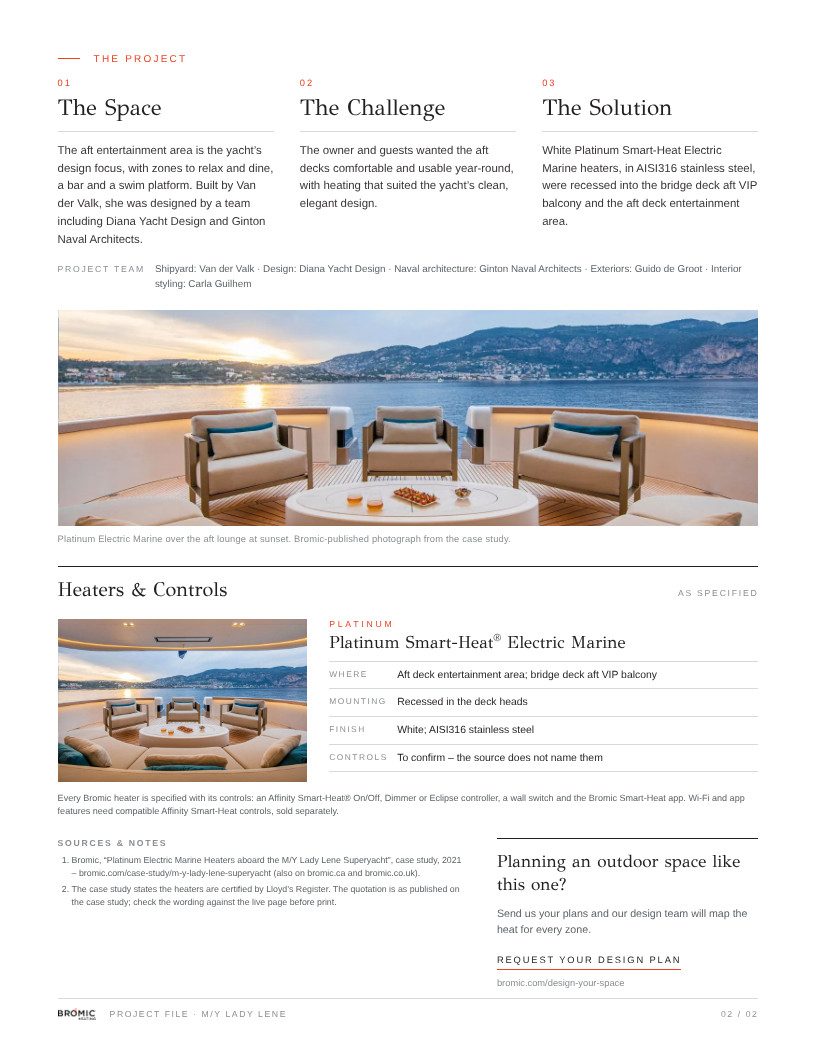 THE PROJECT
01
The Space
The aft entertainment area is the yacht’s
design focus, with zones to relax and dine,
a bar and a swim platform. Built by Van
der Valk, she was designed by a team
including Diana Yacht Design and Ginton
Naval Architects.
02
The Challenge
The owner and guests wanted the aft
decks comfortable and usable year-round,
with heating that suited the yacht’s clean,
elegant design.
03
The Solution
White Platinum Smart-Heat Electric
Marine heaters, in AISI316 stainless steel,
were recessed into the bridge deck aft VIP
balcony and the aft deck entertainment
area.
PROJECT TEAM Shipyard: Van der Valk · Design: Diana Yacht Design · Naval architecture: Ginton Naval Architects · Exteriors: Guido de Groot · Interior
styling: Carla Guilhem
Platinum Electric Marine over the aft lounge at sunset. Bromic-published photograph from the case study.
Heaters & Controls
AS SPECIFIED
PLATINUM
Platinum Smart-Heat® Electric Marine
WHERE Aft deck entertainment area; bridge deck aft VIP balcony
MOUNTING Recessed in the deck heads
FINISH White; AISI316 stainless steel
CONTROLS To confirm – the source does not name them
Every Bromic heater is specified with its controls: an Affinity Smart-Heat® On/Off, Dimmer or Eclipse controller, a wall switch and the Bromic Smart-Heat app. Wi-Fi and app
features need compatible Affinity Smart-Heat controls, sold separately.
SOURCES & NOTES
1. Bromic, “Platinum Electric Marine Heaters aboard the M/Y Lady Lene Superyacht”, case study, 2021
– bromic.com/case-study/m-y-lady-lene-superyacht (also on bromic.ca and bromic.co.uk).
2. The case study states the heaters are certified by Lloyd’s Register. The quotation is as published on
the case study; check the wording against the live page before print.
Planning an outdoor space like
this one?
Send us your plans and our design team will map the
heat for every zone.
REQUEST YOUR DESIGN PLAN
bromic.com/design-your-space
BROMIC
HEATING
PROJECT FILE · M/Y LADY LENE
02 / 02